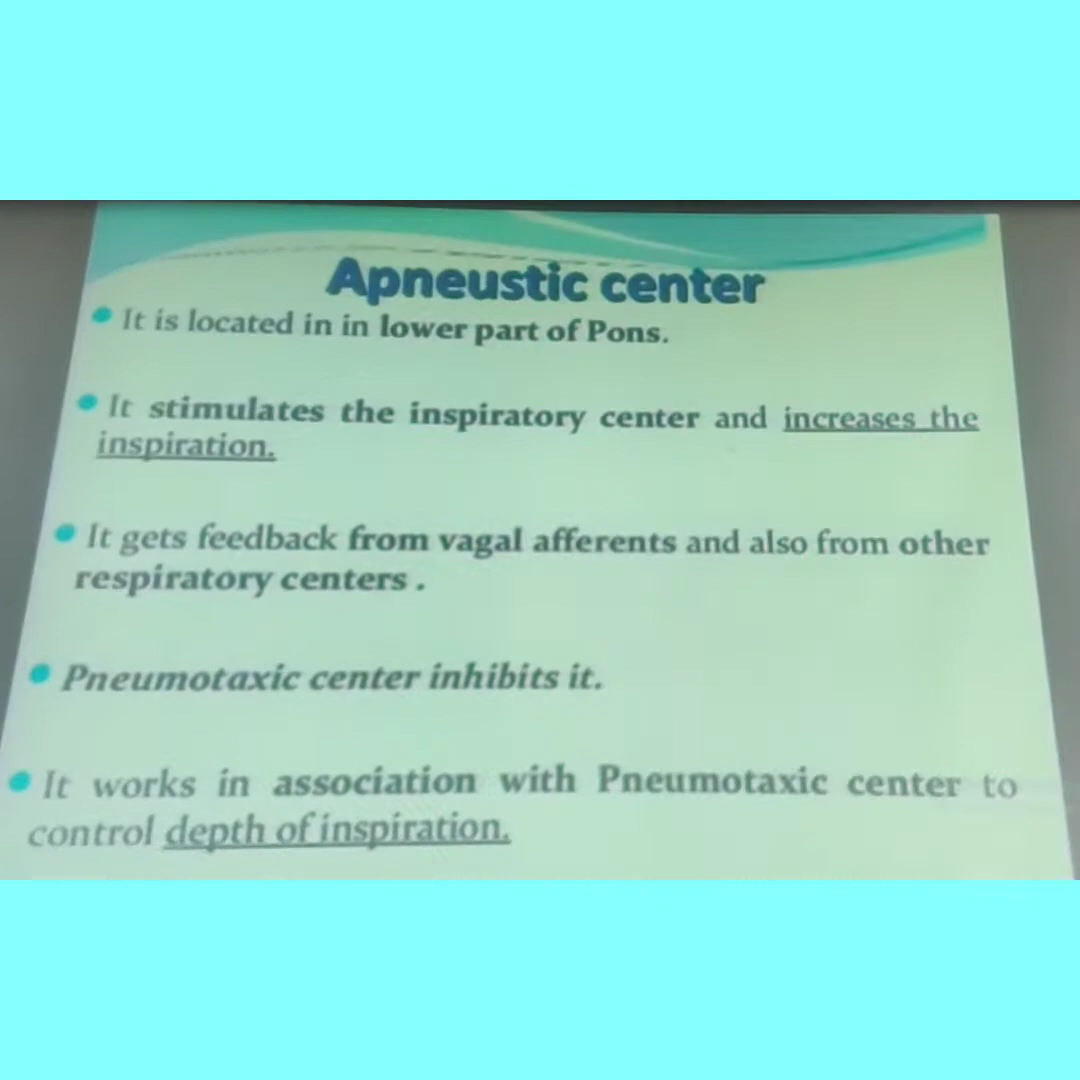 Apneustic center
It is located in in lower part of Pons.
It stimulates the inspiratory center and increases the
inspiration.
It gets feedback from vagal afferents and also from other
respiratory centers .
Pneumotaxic center inhibits it.
It works in association with Pneumotaxic center to
control depth of inspiration.